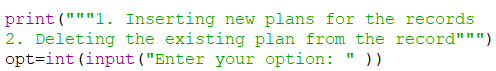 print("""1. Inserting new plans for the records
2. Deleting the existing plan from the record""")
opt=int(input("Enter your option: " ))